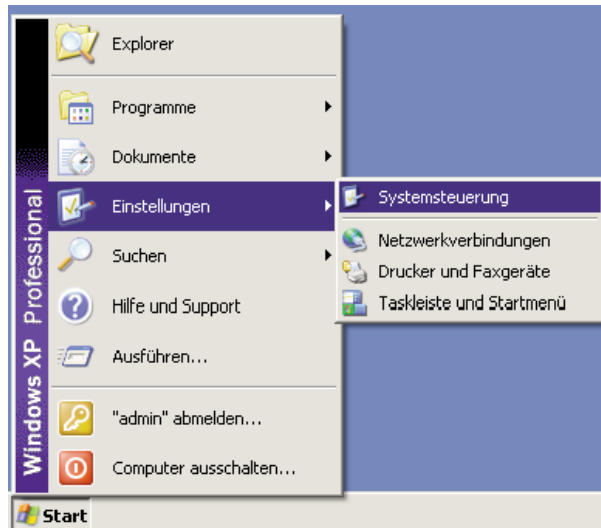 Explorer
Programme
Dokumente
Einstellungen
Suchen
Hilfe und Support
Ausführen...
"admin" abmelden...
Computer ausschalten...
Systemsteuerung
Netzwerkverbindungen
Drucker und Faxgeräte
Taskleiste und Startmenü
Windows XP Professional
Start